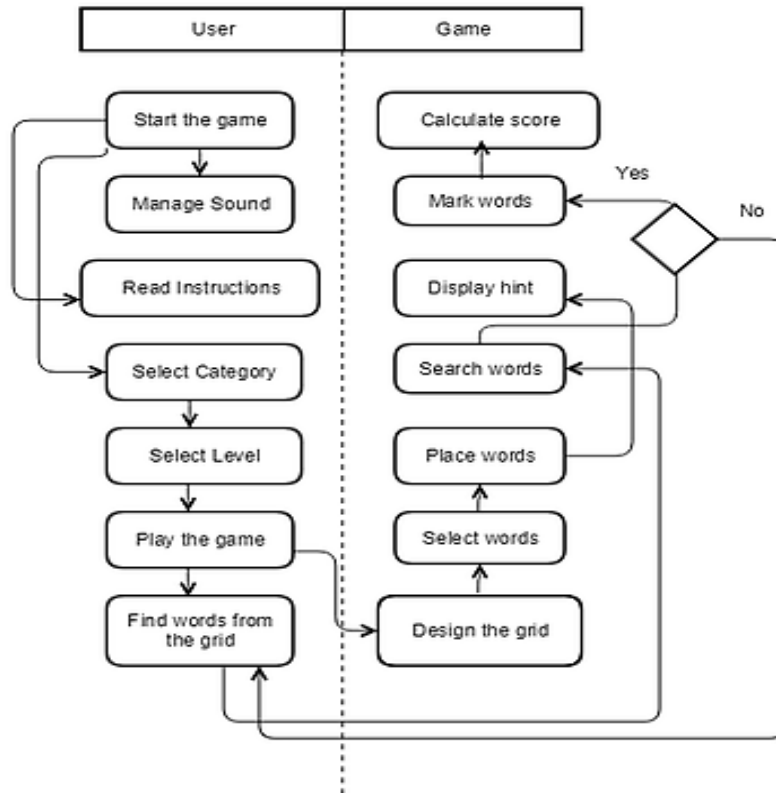 User
Game
Start the game
Calculate score
Yes
Manage Sound
Mark words
No
Read Instructions
Display hint
Select Category
Search words
Select Level
Place words
Play the game
Select words
Find words from
the grid
Design the grid